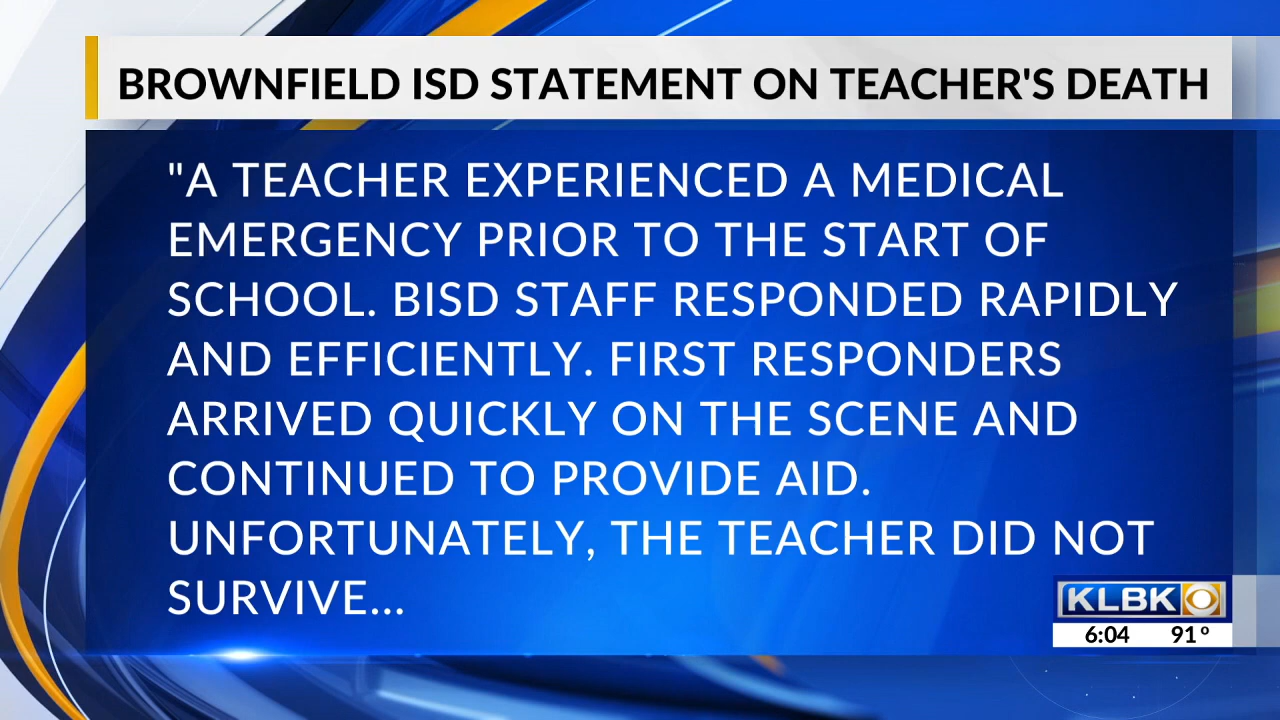 BROWNFIELD ISD STATEMENT ON TEACHER'S DEATH
"A TEACHER EXPERIENCED A MEDICAL
EMERGENCY PRIOR TO THE START OF
SCHOOL. BISD STAFF RESPONDED RAPIDLY
AND EFFICIENTLY. FIRST RESPONDERS
ARRIVED QUICKLY ON THE SCENE AND
CONTINUED TO PROVIDE AID.
UNFORTUNATELY, THE TEACHER DID NOT
SURVIVE...
KLBK
6:04 91°